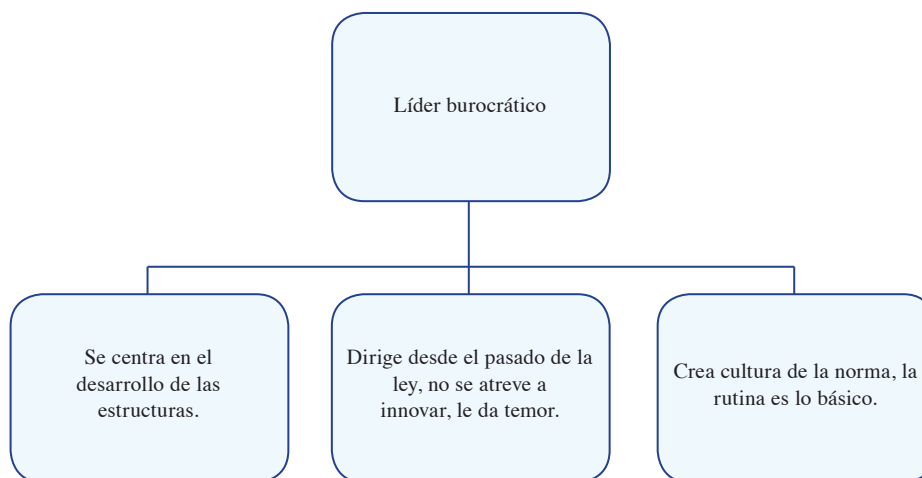 Líder burocrático
Se centra en el
desarrollo de las
estructuras.
Dirige desde el pasado de la
ley, no se atreve a
innovar, le da temor.
Crea cultura de la norma, la
rutina es lo básico.